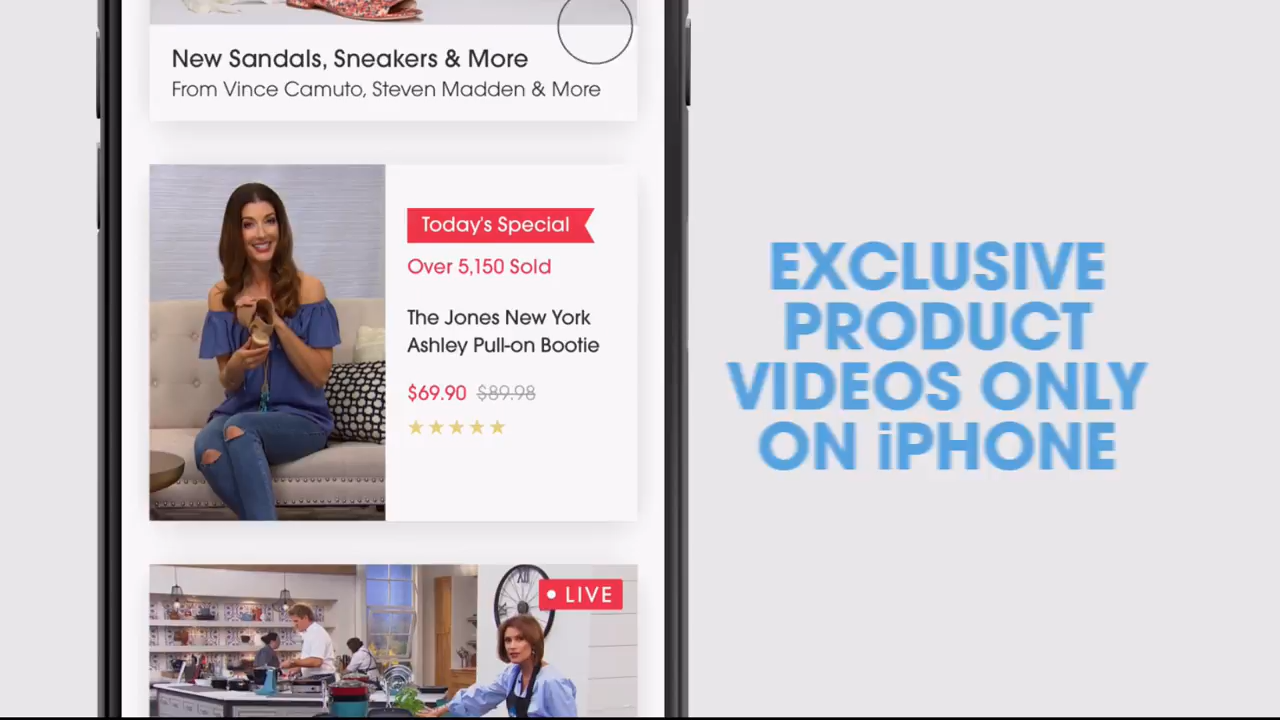 New Sandals, Sneakers & More
From Vince Camuto, Steven Madden & More
Today's Special
Over 5,150 Sold
The Jones New York
Ashley Pull-on Bootie
$69.90 $89.98
LIVE
EXCLUSIVE
PRODUCT
VIDEOS ONLY
ON iPHONE